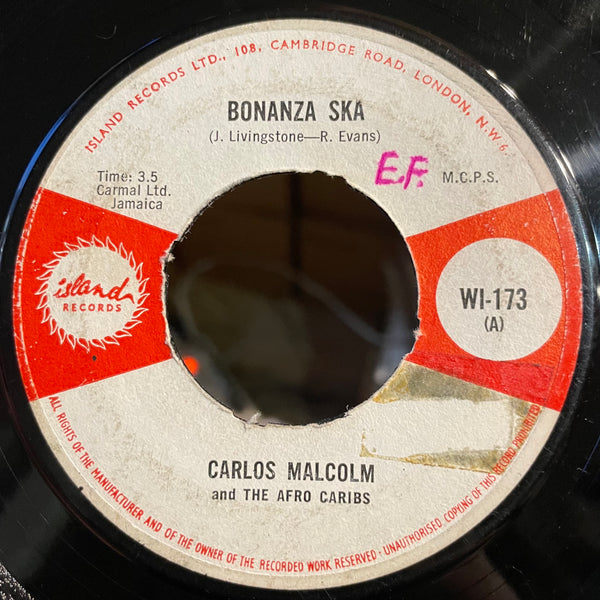 ISLAND RECORDS LTD., 108, CAMBRIDGE ROAD, LONDON, N.W.6
BONANZA SKA
(J. Livingstone—R. Evans)
Time: 3.5
Carmal Ltd.
Jamaica
E.F.
M.C.P.S.
island
RECORDS
WI-173
(A)
CARLOS MALCOLM
and THE AFRO CARIBS
ALL RIGHTS OF THE MANUFACTURER AND OF THE OWNER OF THE RECORDED WORK RESERVED · UNAUTHORISED COPYING OF THIS RECORD PROHIBITED